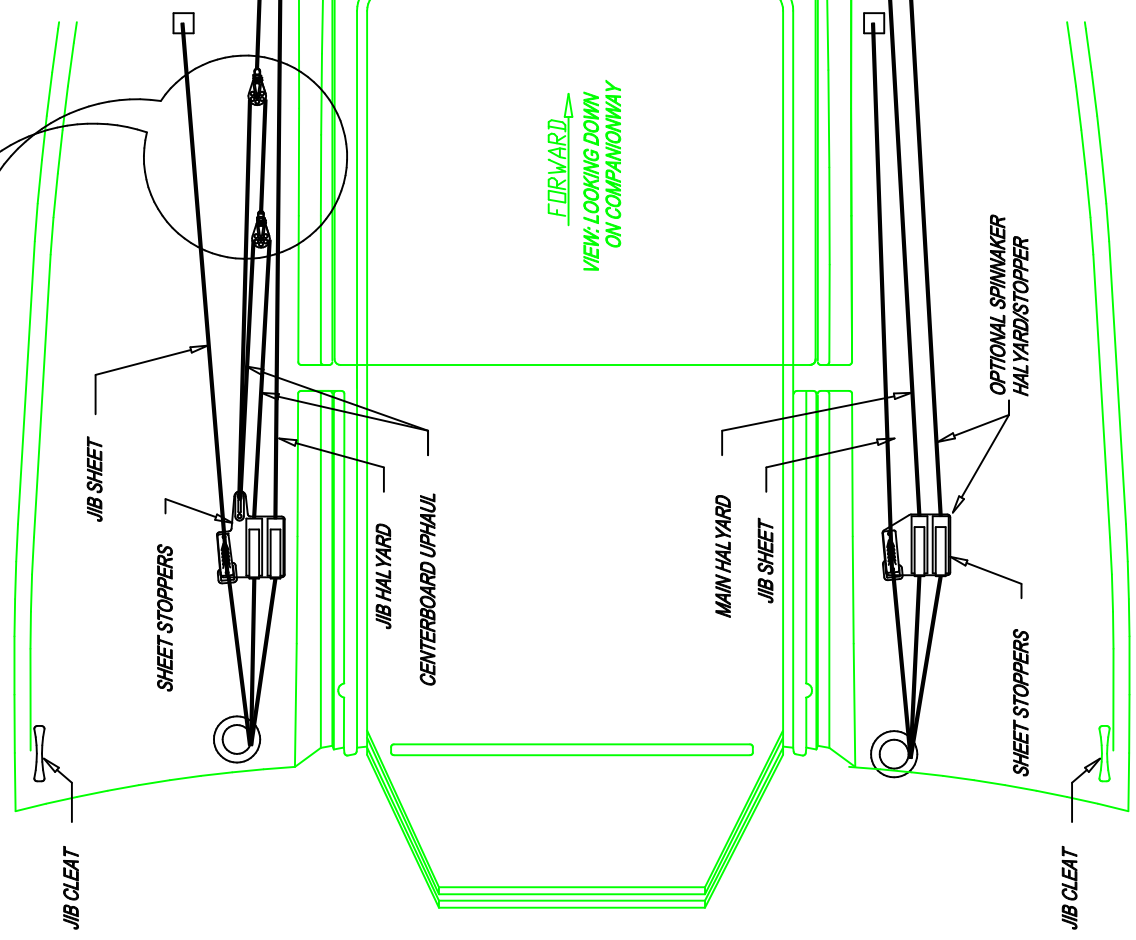 FORWARD
VIEW: LOOKING DOWN
ON COMPANIONWAY
JIB SHEET
SHEET STOPPERS
JIB CLEAT
JIB HALYARD
CENTERBOARD UPHAUL
MAIN HALYARD
JIB SHEET
OPTIONAL SPINNAKER
HALYARD/STOPPER
SHEET STOPPERS
JIB CLEAT